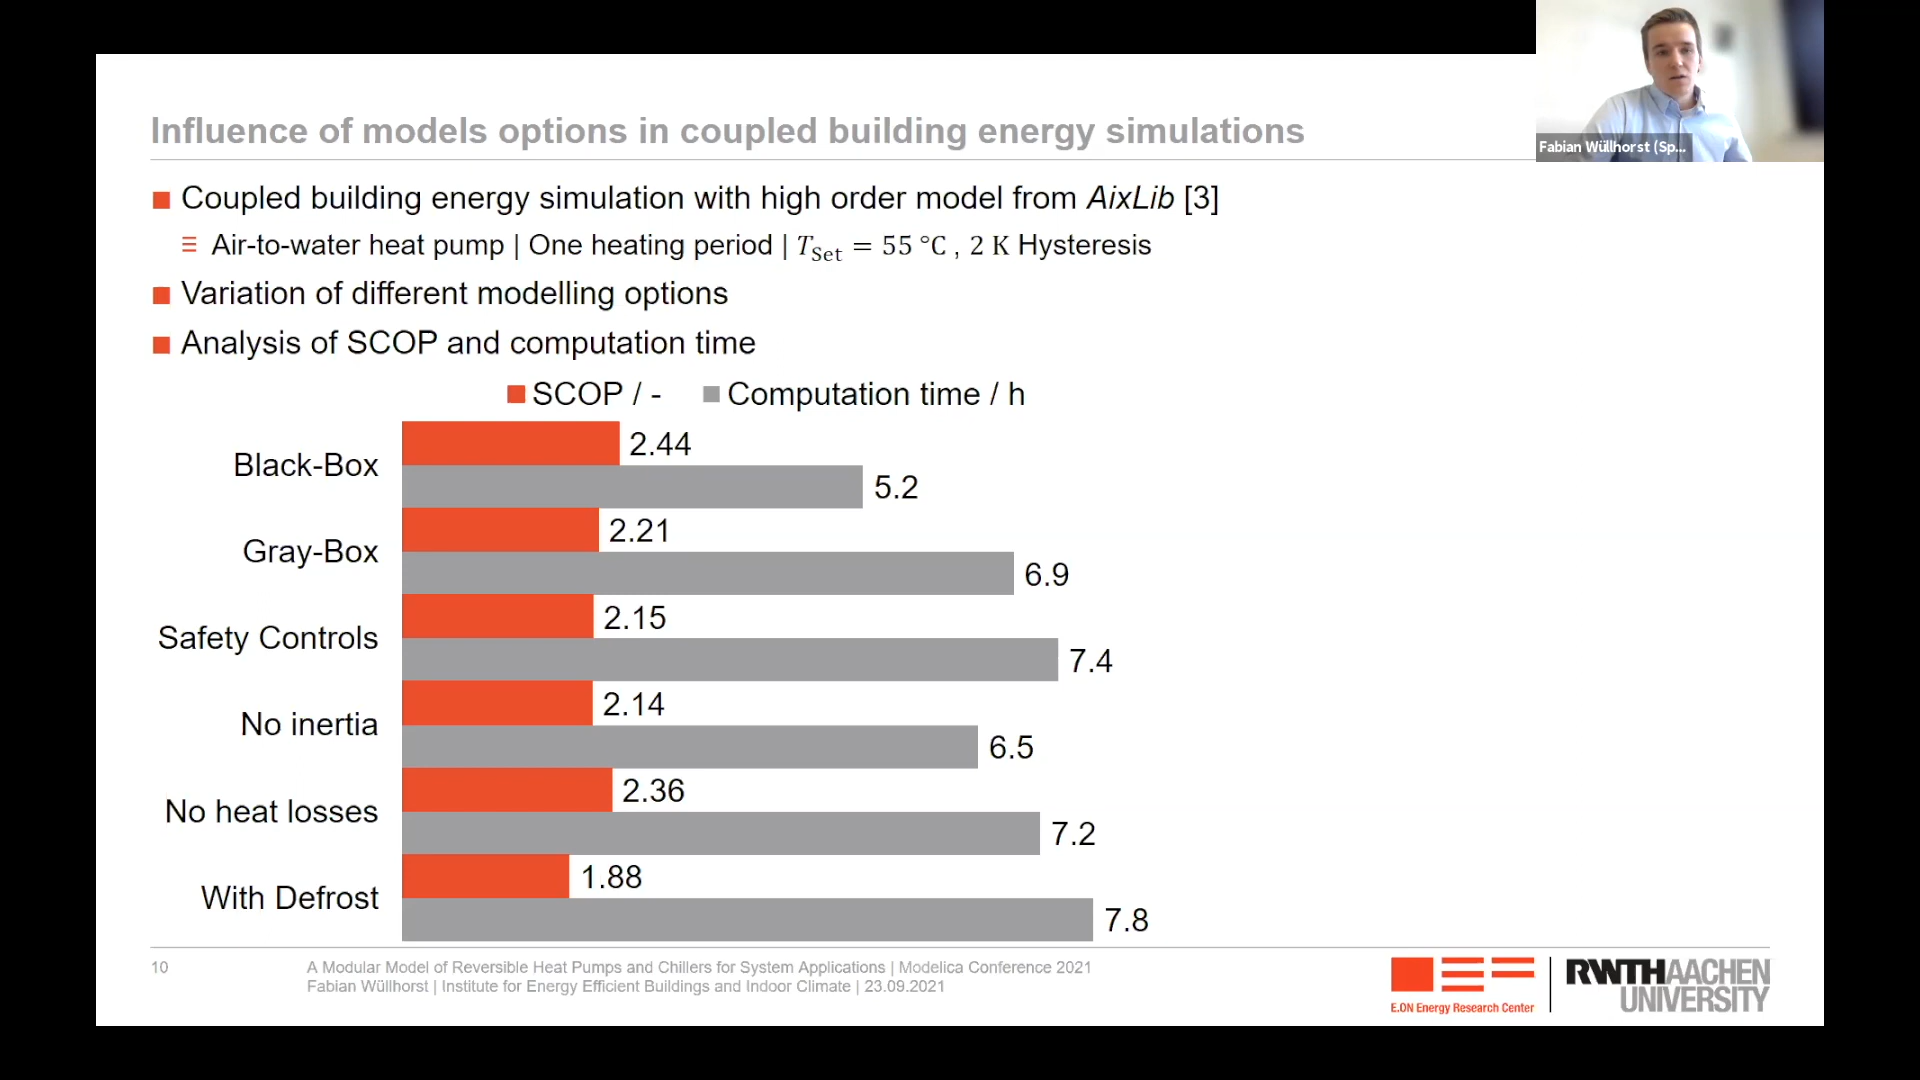 Fabian Wüllhorst (Sp...
Influence of models options in coupled building energy simulations
Coupled building energy simulation with high order model from AixLib [3]
Air-to-water heat pump | One heating period | T_Set = 55 °C , 2 K Hysteresis
Variation of different modelling options
Analysis of SCOP and computation time
SCOP / - Computation time / h
Black-Box 2.44 5.2
Gray-Box 2.21 6.9
Safety Controls 2.15 7.4
No inertia 2.14 6.5
No heat losses 2.36 7.2
With Defrost 1.88 7.8
10
A Modular Model of Reversible Heat Pumps and Chillers for System Applications | Modelica Conference 2021
Fabian Wüllhorst | Institute for Energy Efficient Buildings and Indoor Climate | 23.09.2021
E.ON Energy Research Center
RWTHAACHEN
UNIVERSITY